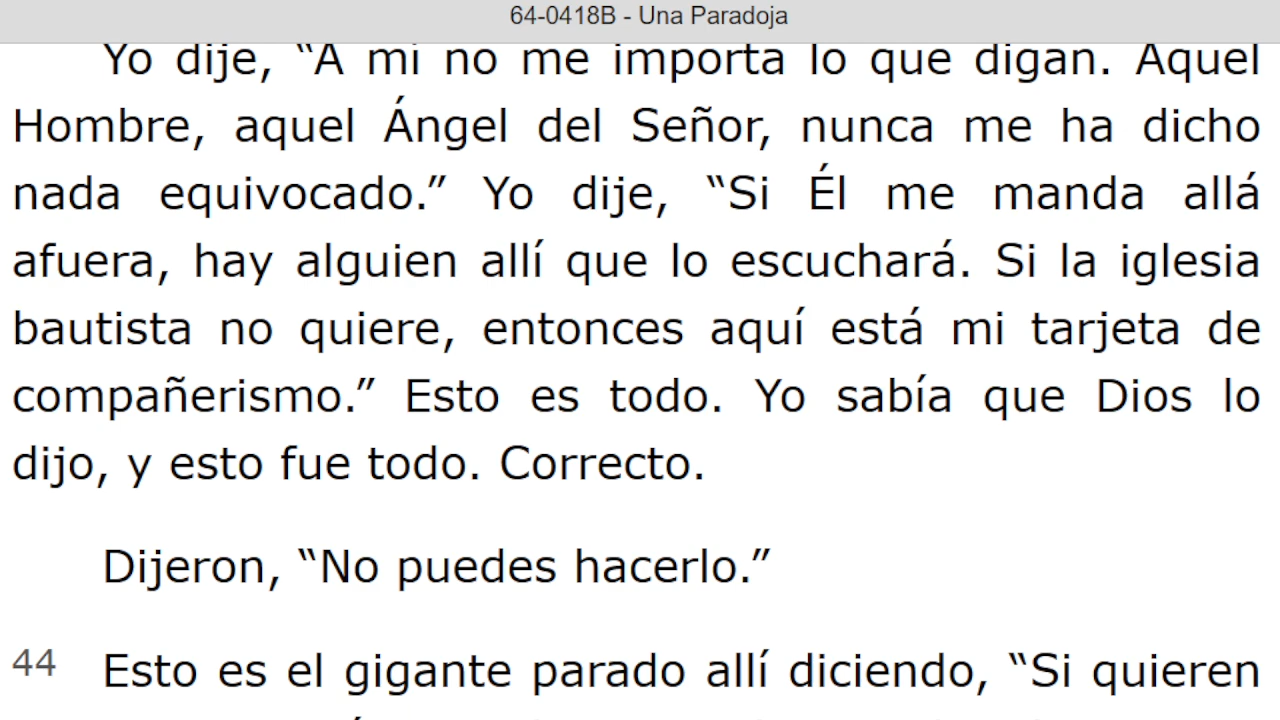 64-0418B - Una Paradoja
Yo dije, “A mi no me importa lo que digan. Aquel
Hombre, aquel Ángel del Señor, nunca me ha dicho
nada equivocado.” Yo dije, “Si Él me manda allá
afuera, hay alguien allí que lo escuchará. Si la iglesia
bautista no quiere, entonces aquí está mi tarjeta de
compañerismo.” Esto es todo. Yo sabía que Dios lo
dijo, y esto fue todo. Correcto.
Dijeron, “No puedes hacerlo.”
44 Esto es el gigante parado allí diciendo, “Si quieren